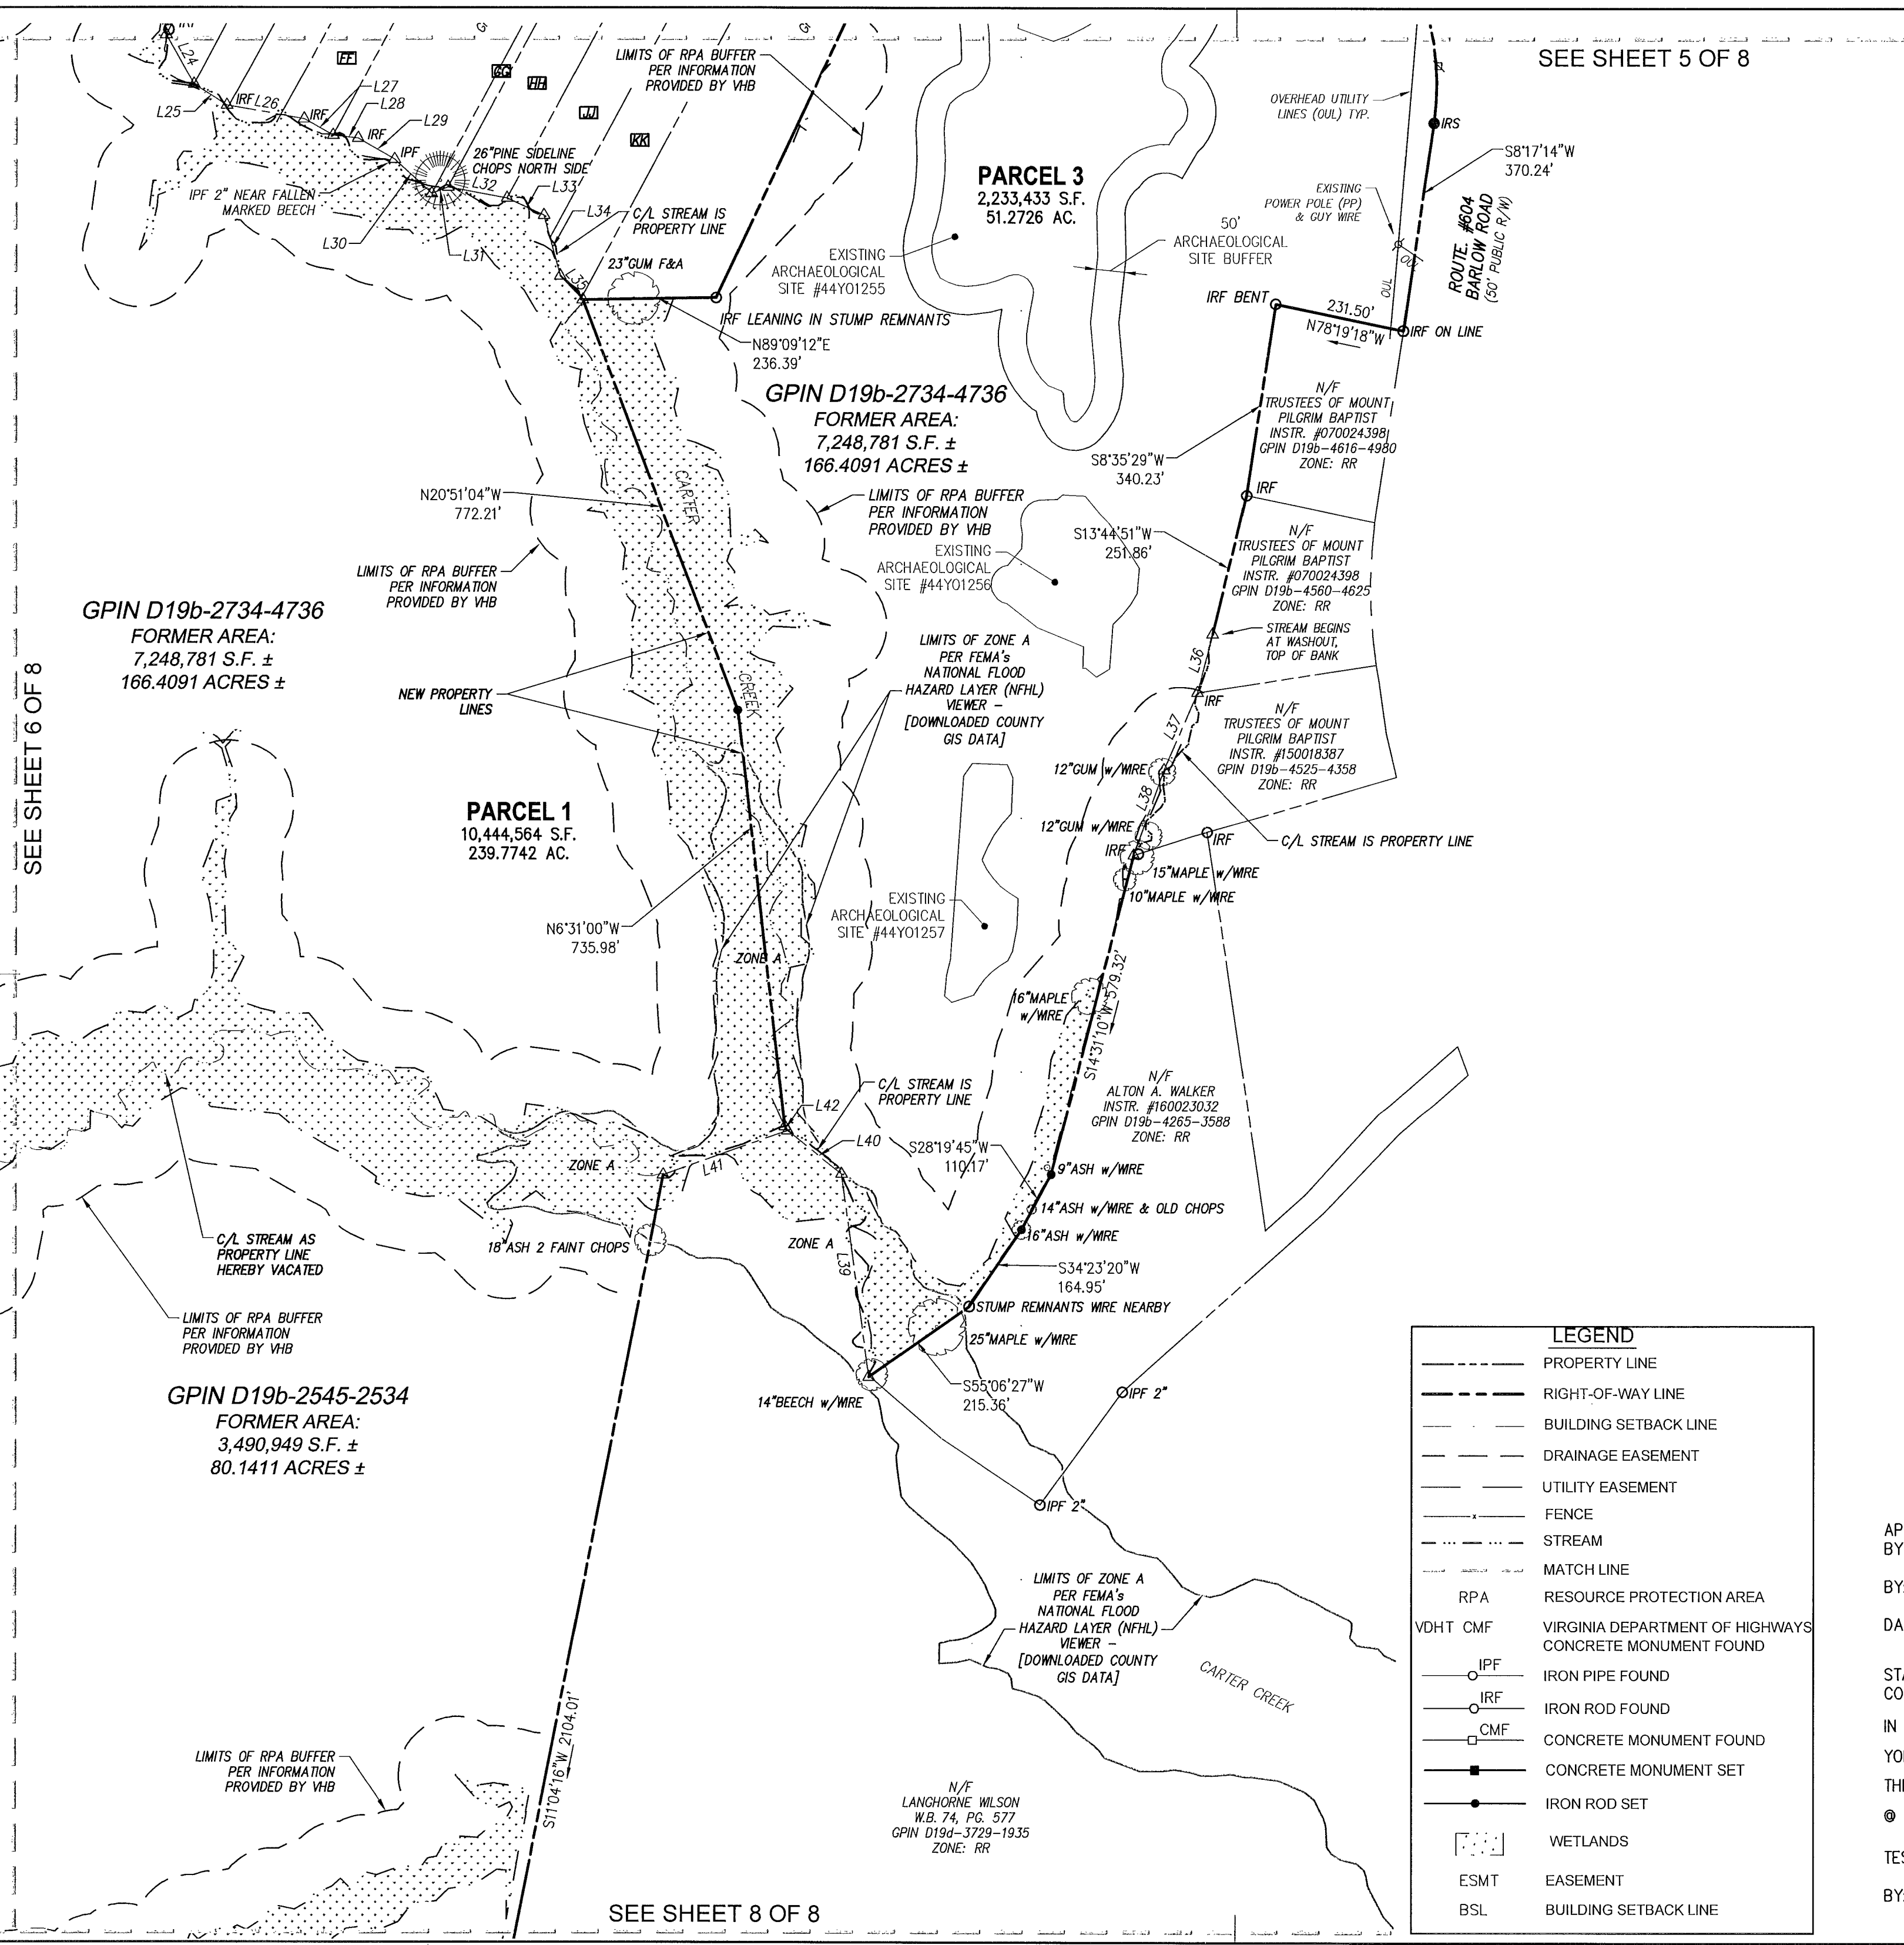 SEE SHEET 5 OF 8
L24
FF
GG
HH
JJ
KK
G
G
LIMITS OF RPA BUFFER
PER INFORMATION
PROVIDED BY VHB
L25
IRF
L26
IRF
L27
L28
IRF
L29
IPF
26"PINE SIDELINE
CHOPS NORTH SIDE
IPF 2" NEAR FALLEN
MARKED BEECH
L30
L31
L32
L33
L34
C/L STREAM IS
PROPERTY LINE
L35
23"GUM F&A
IRF LEANING IN STUMP REMNANTS
N89°09'12"E
236.39'
PARCEL 3
2,233,433 S.F.
51.2726 AC.
EXISTING
ARCHAEOLOGICAL
SITE #44YO1255
50'
ARCHAEOLOGICAL
SITE BUFFER
OVERHEAD UTILITY
LINES (OUL) TYP.
IRS
S8°17'14"W
370.24'
EXISTING
POWER POLE (PP)
& GUY WIRE
OUL
OUL
ROUTE. #604
BARLOW ROAD
(50' PUBLIC R/W)
IRF BENT
231.50'
N78°19'18"W
IRF ON LINE
GPIN D19b-2734-4736
FORMER AREA:
7,248,781 S.F. ±
166.4091 ACRES ±
N/F
TRUSTEES OF MOUNT
PILGRIM BAPTIST
INSTR. #070024398
GPIN D19b-4616-4980
ZONE: RR
S8°35'29"W
340.23'
IRF
N20°51'04"W
772.21'
CARTER
CREEK
LIMITS OF RPA BUFFER
PER INFORMATION
PROVIDED BY VHB
EXISTING
ARCHAEOLOGICAL
SITE #44YO1256
S13°44'51"W
251.86'
N/F
TRUSTEES OF MOUNT
PILGRIM BAPTIST
INSTR. #070024398
GPIN D19b-4560-4625
ZONE: RR
LIMITS OF RPA BUFFER
PER INFORMATION
PROVIDED BY VHB
GPIN D19b-2734-4736
FORMER AREA:
7,248,781 S.F. ±
166.4091 ACRES ±
SEE SHEET 6 OF 8
STREAM BEGINS
AT WASHOUT,
TOP OF BANK
L36
IRF
LIMITS OF ZONE A
PER FEMA's
NATIONAL FLOOD
HAZARD LAYER (NFHL)
VIEWER -
[DOWNLOADED COUNTY
GIS DATA]
NEW PROPERTY
LINES
N/F
TRUSTEES OF MOUNT
PILGRIM BAPTIST
INSTR. #150018387
GPIN D19b-4525-4358
ZONE: RR
L37
12"GUM w/WIRE
L38
12"GUM w/WIRE
IRF
IRF
C/L STREAM IS PROPERTY LINE
15"MAPLE w/WIRE
10"MAPLE w/WIRE
PARCEL 1
10,444,564 S.F.
239.7742 AC.
N6°31'00"W
735.98'
EXISTING
ARCHAEOLOGICAL
SITE #44YO1257
ZONE A
16"MAPLE
w/WIRE
S14°31'10"W 579.32'
C/L STREAM IS
PROPERTY LINE
N/F
ALTON A. WALKER
INSTR. #160023032
GPIN D19b-4265-3588
ZONE: RR
L42
L40
L41
ZONE A
S28°19'45"W
110.17'
9"ASH w/WIRE
14"ASH w/WIRE & OLD CHOPS
16"ASH w/WIRE
18"ASH 2 FAINT CHOPS
ZONE A
L39
S34°23'20"W
164.95'
STUMP REMNANTS WIRE NEARBY
25"MAPLE w/WIRE
C/L STREAM AS
PROPERTY LINE
HEREBY VACATED
LIMITS OF RPA BUFFER
PER INFORMATION
PROVIDED BY VHB
14"BEECH w/WIRE
S55°06'27"W
215.36'
IPF 2"
IPF 2"
GPIN D19b-2545-2534
FORMER AREA:
3,490,949 S.F. ±
80.1411 ACRES ±
LIMITS OF ZONE A
PER FEMA's
NATIONAL FLOOD
HAZARD LAYER (NFHL)
VIEWER -
[DOWNLOADED COUNTY
GIS DATA]
CARTER CREEK
S11°04'16"W 2104.01'
LIMITS OF RPA BUFFER
PER INFORMATION
PROVIDED BY VHB
N/F
LANGHORNE WILSON
W.B. 74, PG. 577
GPIN D19d-3729-1935
ZONE: RR
SEE SHEET 8 OF 8
LEGEND
PROPERTY LINE
RIGHT-OF-WAY LINE
BUILDING SETBACK LINE
DRAINAGE EASEMENT
UTILITY EASEMENT
x FENCE
STREAM
MATCH LINE
RPA RESOURCE PROTECTION AREA
VDHT CMF VIRGINIA DEPARTMENT OF HIGHWAYS
CONCRETE MONUMENT FOUND
IPF IRON PIPE FOUND
IRF IRON ROD FOUND
CMF CONCRETE MONUMENT FOUND
CONCRETE MONUMENT SET
IRON ROD SET
WETLANDS
ESMT EASEMENT
BSL BUILDING SETBACK LINE
AP
BY
BY:
DA
STA
CO
IN
YO
TH
@
TES
BY: